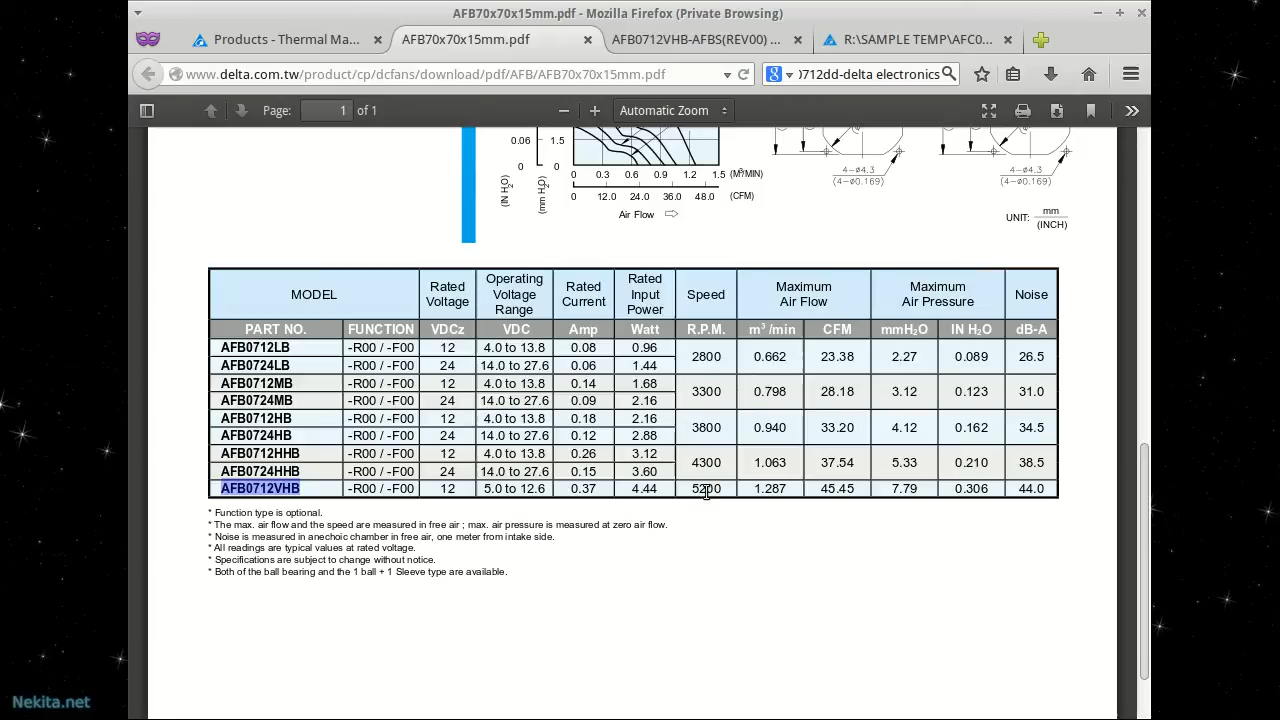 AFB70x70x15mm.pdf - Mozilla Firefox (Private Browsing)
Products - Thermal Ma...
AFB70x70x15mm.pdf
AFB0712VHB-AFBS(REV00) ...
R:\SAMPLE TEMP\AFC0...
www.delta.com.tw/product/cp/dcfans/download/pdf/AFB/AFB70x70x15mm.pdf
)712dd-delta electronics
Page: 1 of 1
Automatic Zoom
0.06 1.5
0 0
0 0.3 0.6 0.9 1.2 1.5 (M³/MIN)
0 12.0 24.0 36.0 48.0 (CFM)
(IN H2O)
(mm H2O)
Air Flow
4-ø4.3
(4-ø0.169)
4-ø4.3
(4-ø0.169)
UNIT: mm
(INCH)
MODEL Rated Voltage Operating Voltage Range Rated Current Rated Input Power Speed Maximum Air Flow Maximum Air Pressure Noise
PART NO. FUNCTION VDCz VDC Amp Watt R.P.M. m³ /min CFM mmH2O IN H2O dB-A
AFB0712LB -R00 / -F00 12 4.0 to 13.8 0.08 0.96 2800 0.662 23.38 2.27 0.089 26.5
AFB0724LB -R00 / -F00 24 14.0 to 27.6 0.06 1.44
AFB0712MB -R00 / -F00 12 4.0 to 13.8 0.14 1.68 3300 0.798 28.18 3.12 0.123 31.0
AFB0724MB -R00 / -F00 24 14.0 to 27.6 0.09 2.16
AFB0712HB -R00 / -F00 12 4.0 to 13.8 0.18 2.16 3800 0.940 33.20 4.12 0.162 34.5
AFB0724HB -R00 / -F00 24 14.0 to 27.6 0.12 2.88
AFB0712HHB -R00 / -F00 12 4.0 to 13.8 0.26 3.12 4300 1.063 37.54 5.33 0.210 38.5
AFB0724HHB -R00 / -F00 24 14.0 to 27.6 0.15 3.60
AFB0712VHB -R00 / -F00 12 5.0 to 12.6 0.37 4.44 5200 1.287 45.45 7.79 0.306 44.0
* Function type is optional.
* The max. air flow and the speed are measured in free air ; max. air pressure is measured at zero air flow.
* Noise is measured in anechoic chamber in free air, one meter from intake side.
* All readings are typical values at rated voltage.
* Specifications are subject to change without notice.
* Both of the ball bearing and the 1 ball + 1 Sleeve type are available.
Nekita.net